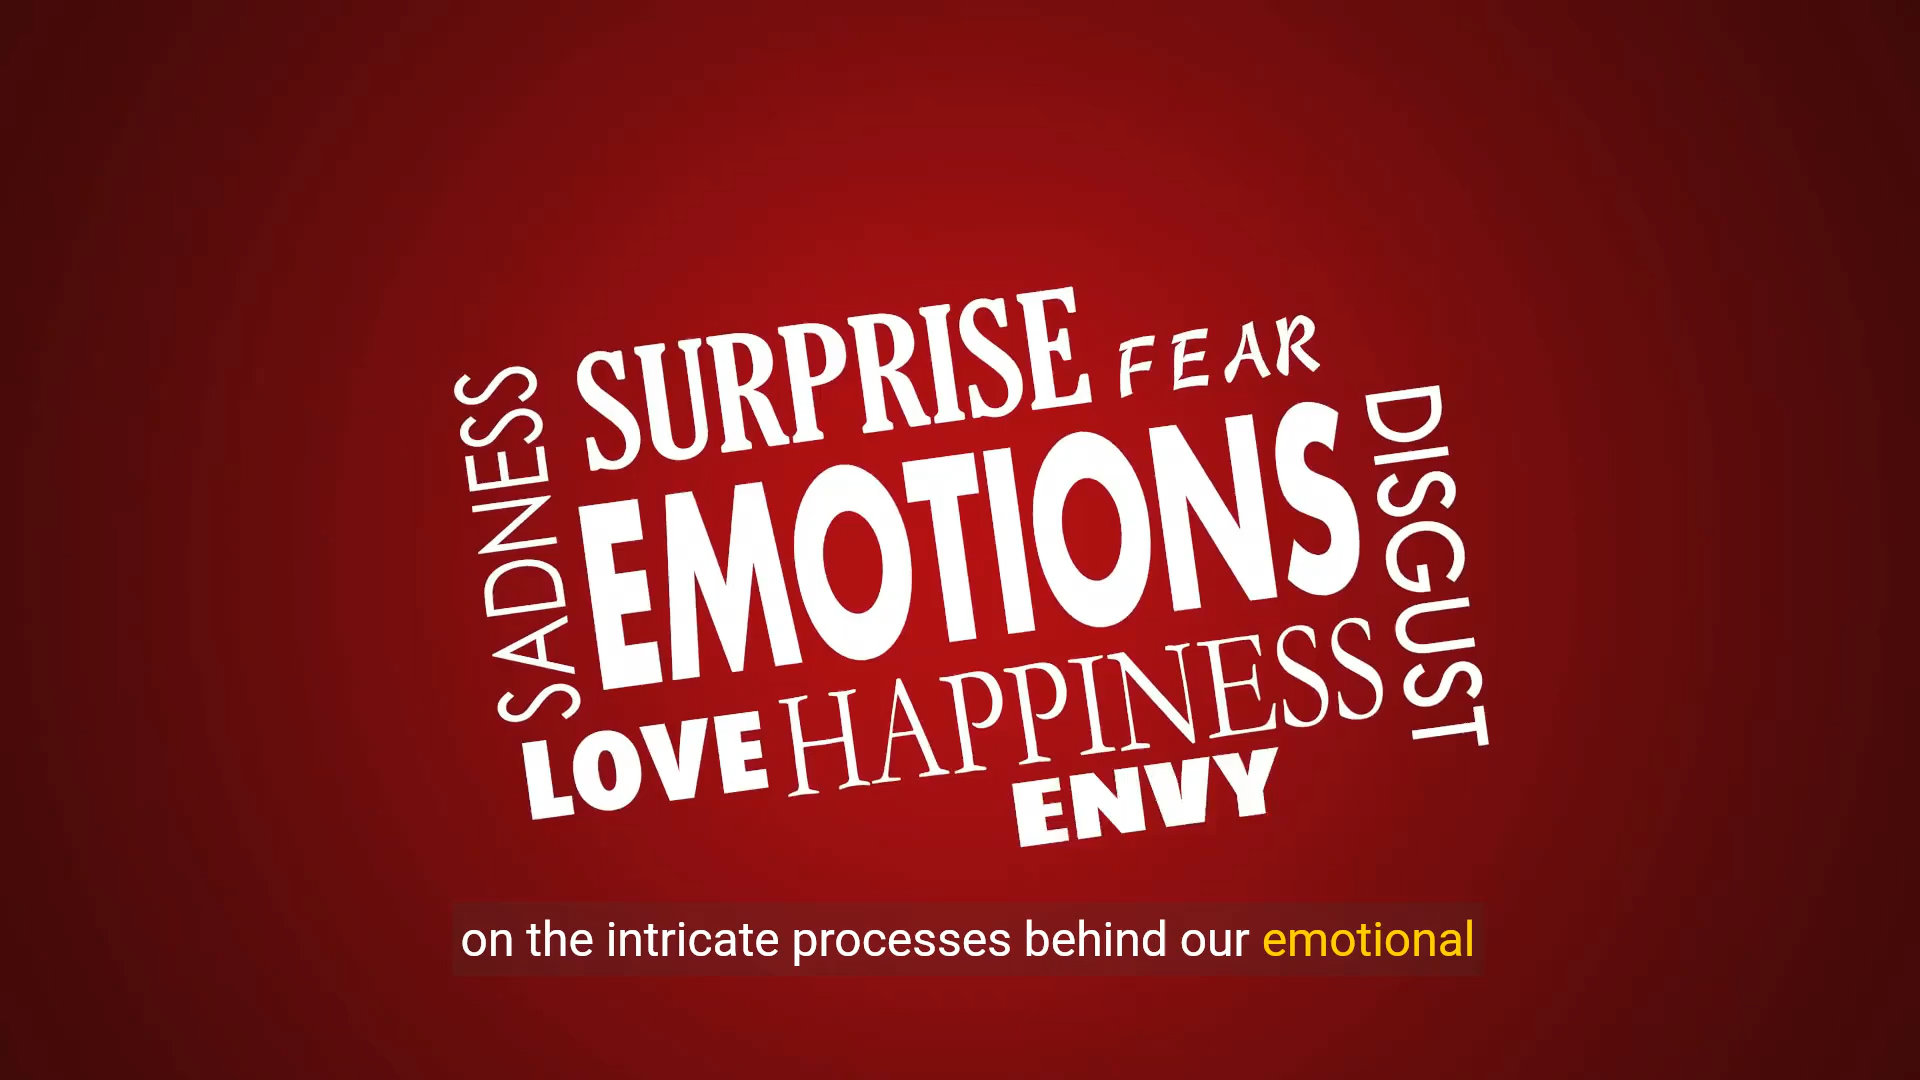 SURPRISE FEAR
SADNESS
EMOTIONS
DISGUST
LOVE HAPPINESS
ENVY
on the intricate processes behind our emotional